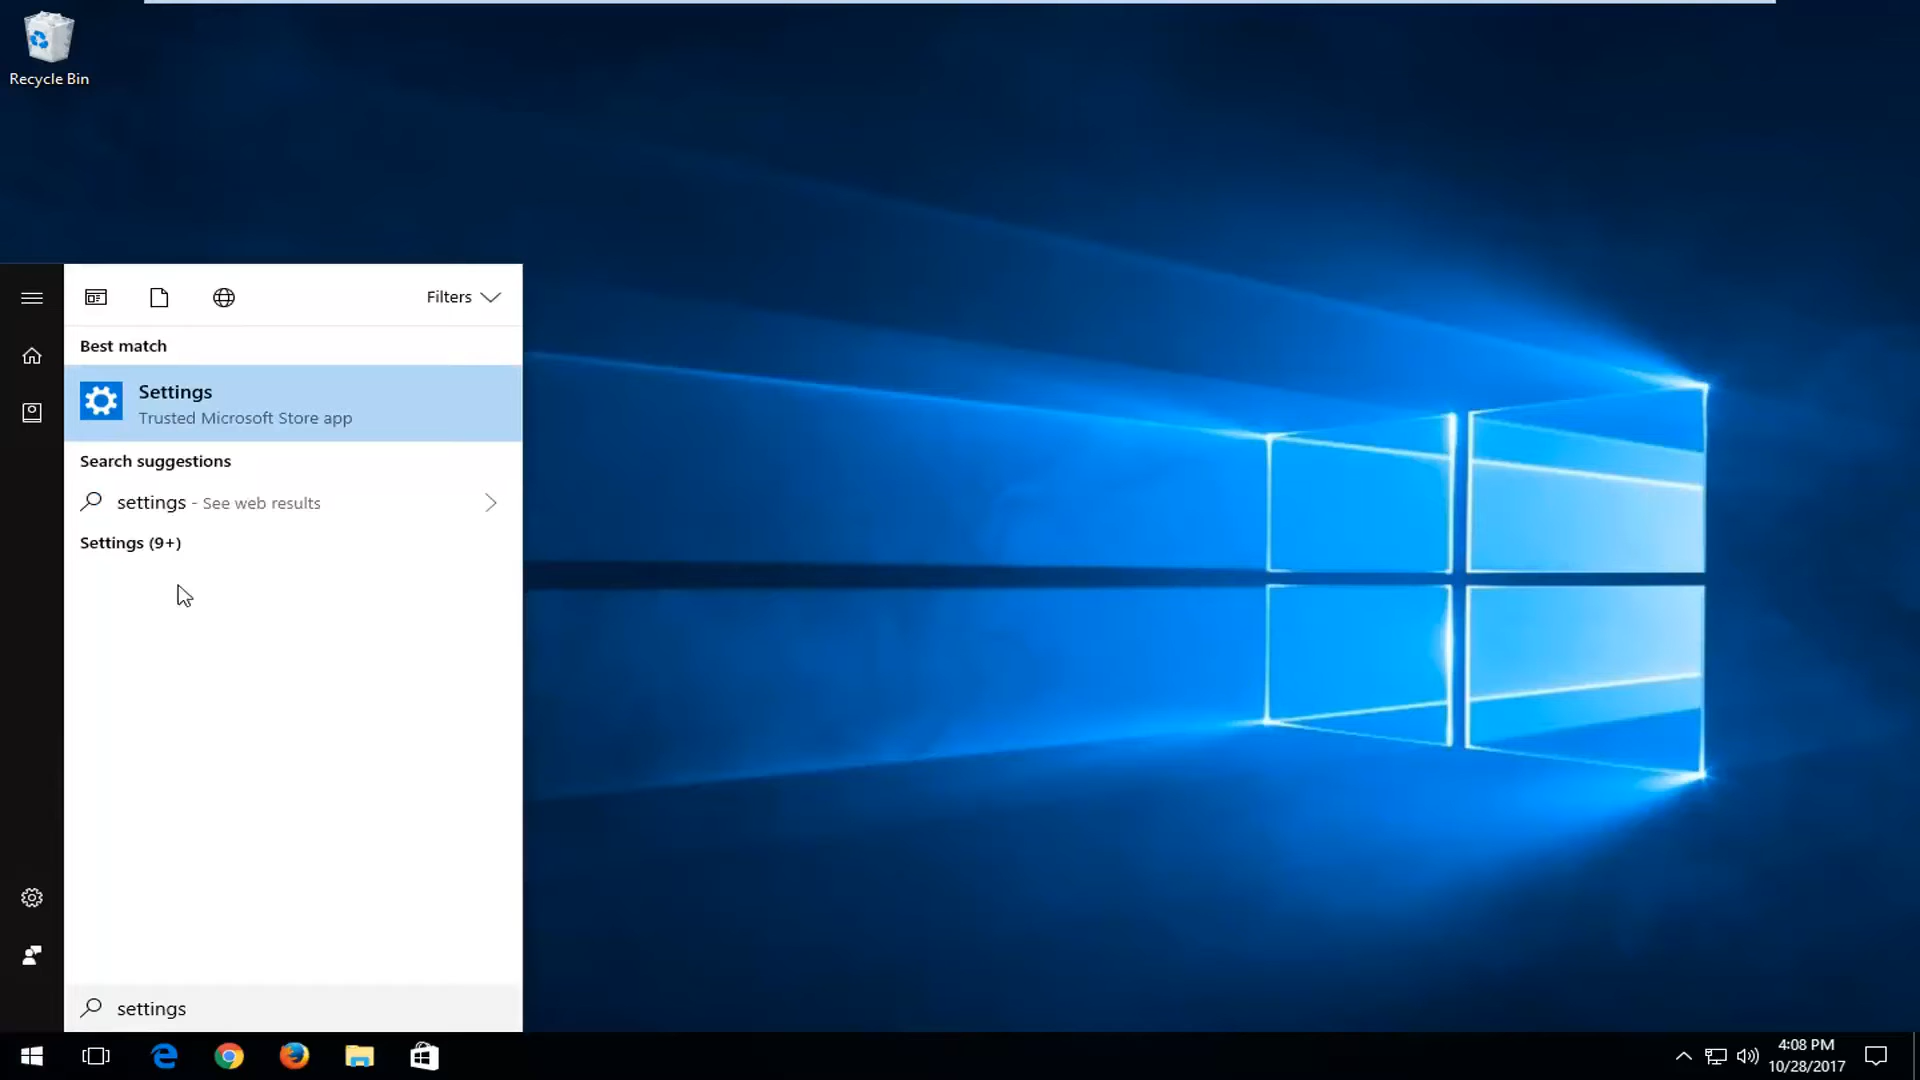 Recycle Bin
Filters
Best match
Settings
Trusted Microsoft Store app
Search suggestions
settings - See web results
Settings (9+)
settings
4:08 PM
10/28/2017